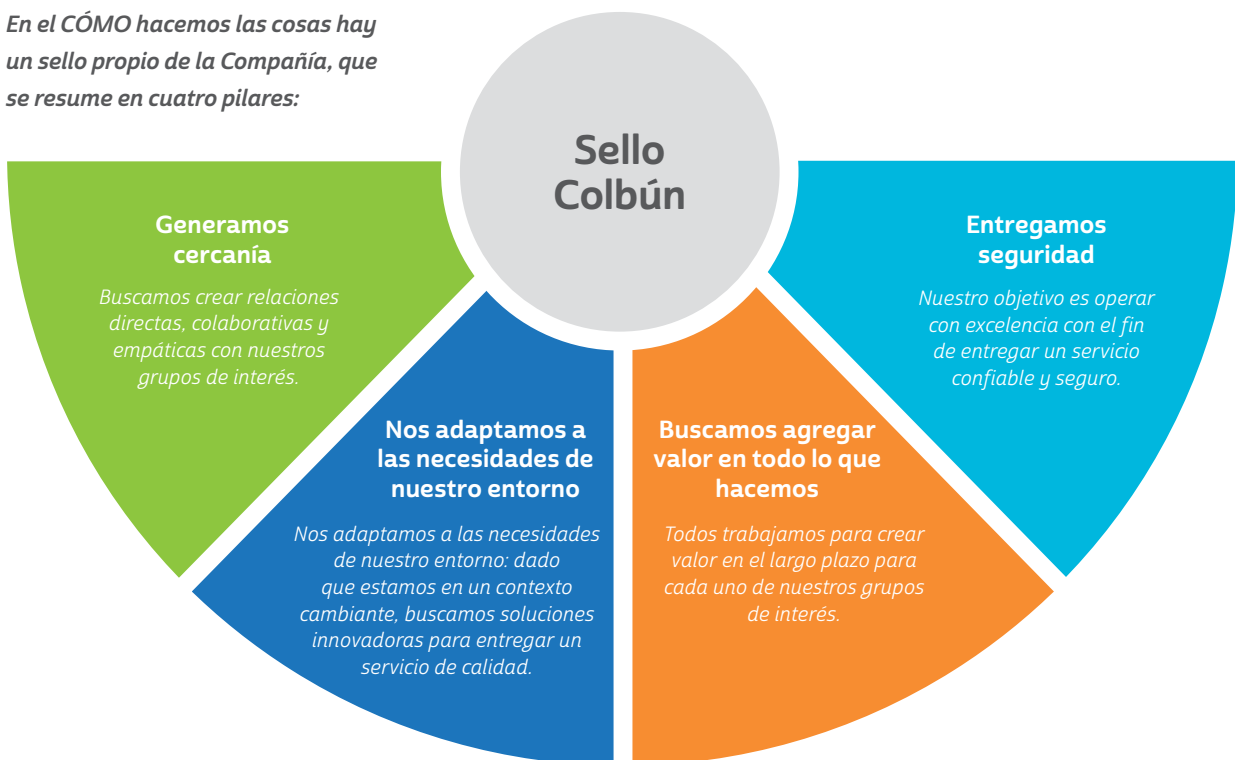 En el CÓMO hacemos las cosas hay
un sello propio de la Compañía, que
se resume en cuatro pilares:
Sello
Colbún
Generamos
cercanía
Buscamos crear relaciones
directas, colaborativas y
empáticas con nuestros
grupos de interés.
Nos adaptamos a
las necesidades de
nuestro entorno
Nos adaptamos a las necesidades
de nuestro entorno: dado
que estamos en un contexto
cambiante, buscamos soluciones
innovadoras para entregar un
servicio de calidad.
Buscamos agregar
valor en todo lo que
hacemos
Todos trabajamos para crear
valor en el largo plazo para
cada uno de nuestros grupos
de interés.
Entregamos
seguridad
Nuestro objetivo es operar
con excelencia con el fin
de entregar un servicio
confiable y seguro.